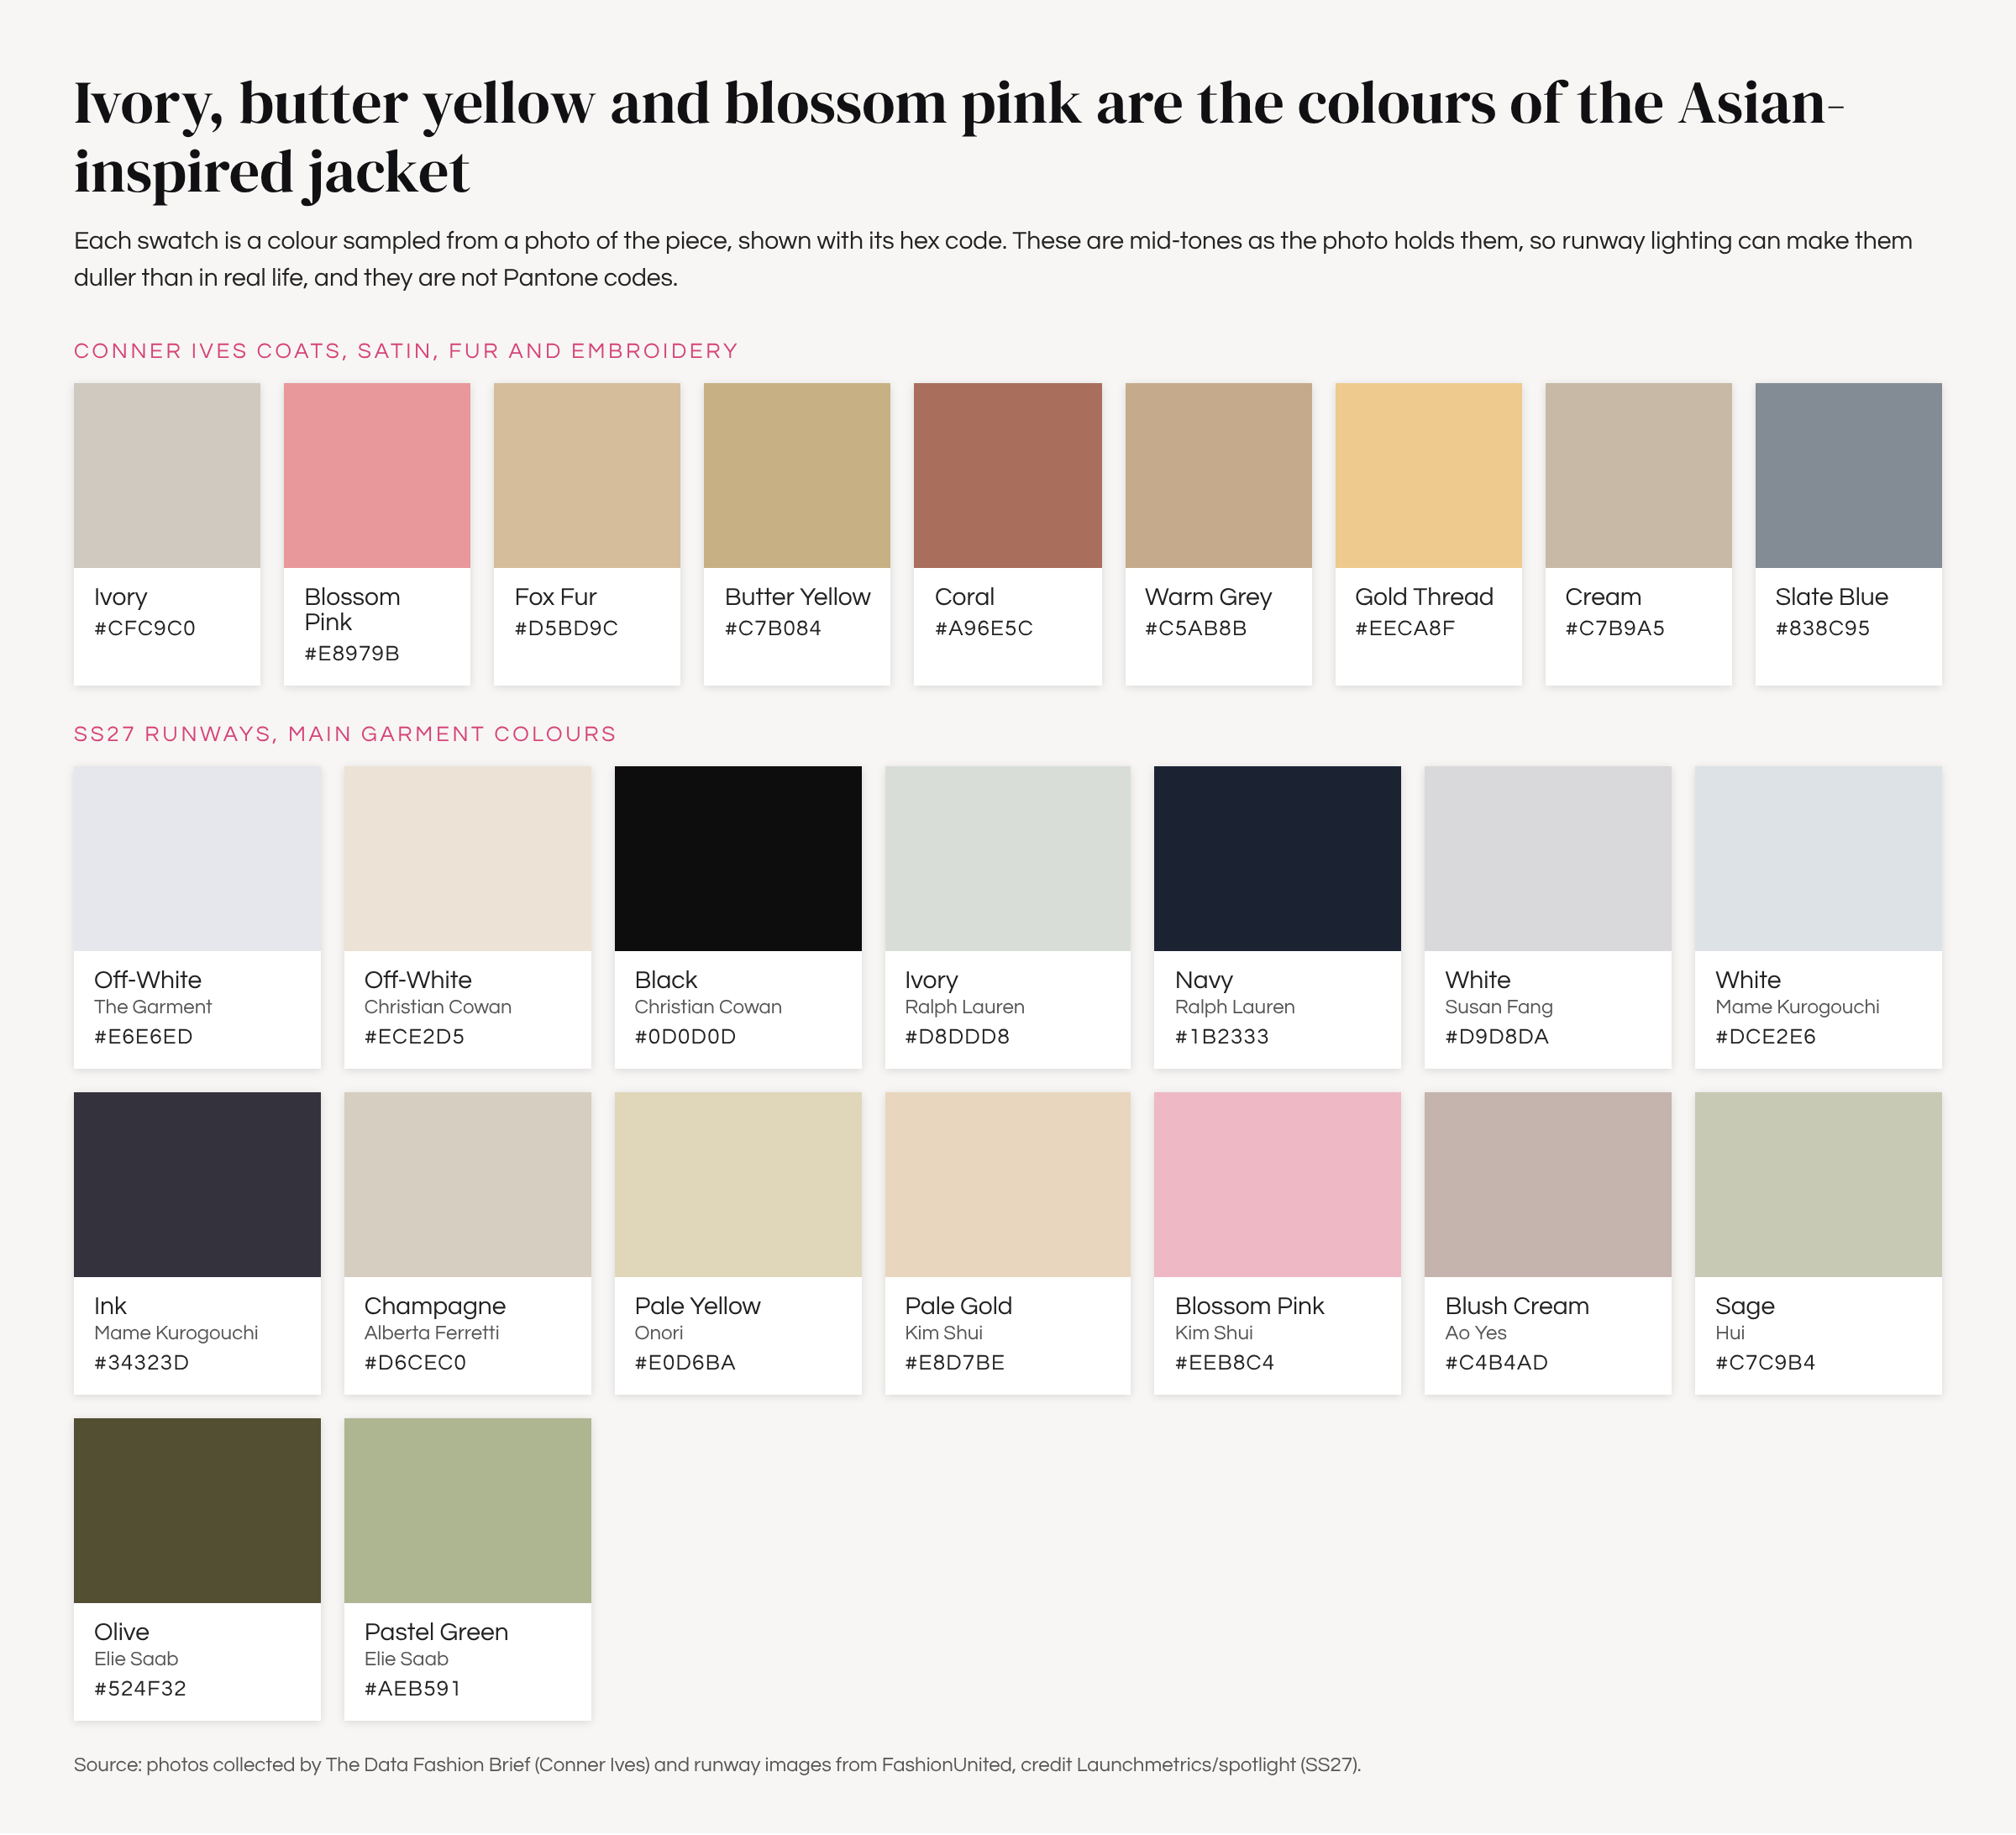 Ivory, butter yellow and blossom pink are the colours of the Asian-
inspired jacket
Each swatch is a colour sampled from a photo of the piece, shown with its hex code. These are mid-tones as the photo holds them, so runway lighting can make them
duller than in real life, and they are not Pantone codes.
CONNER IVES COATS, SATIN, FUR AND EMBROIDERY
Ivory
#CFC9C0
Blossom
Pink
#E8979B
Fox Fur
#D5BD9C
Butter Yellow
#C7B084
Coral
#A96E5C
Warm Grey
#C5AB8B
Gold Thread
#EECA8F
Cream
#C7B9A5
Slate Blue
#838C95
SS27 RUNWAYS, MAIN GARMENT COLOURS
Off-White
The Garment
#E6E6ED
Off-White
Christian Cowan
#ECE2D5
Black
Christian Cowan
#0D0D0D
Ivory
Ralph Lauren
#D8DDD8
Navy
Ralph Lauren
#1B2333
White
Susan Fang
#D9D8DA
White
Mame Kurogouchi
#DCE2E6
Ink
Mame Kurogouchi
#34323D
Champagne
Alberta Ferretti
#D6CEC0
Pale Yellow
Onori
#E0D6BA
Pale Gold
Kim Shui
#E8D7BE
Blossom Pink
Kim Shui
#EEB8C4
Blush Cream
Ao Yes
#C4B4AD
Sage
Hui
#C7C9B4
Olive
Elie Saab
#524F32
Pastel Green
Elie Saab
#AEB591
Source: photos collected by The Data Fashion Brief (Conner Ives) and runway images from FashionUnited, credit Launchmetrics/spotlight (SS27).